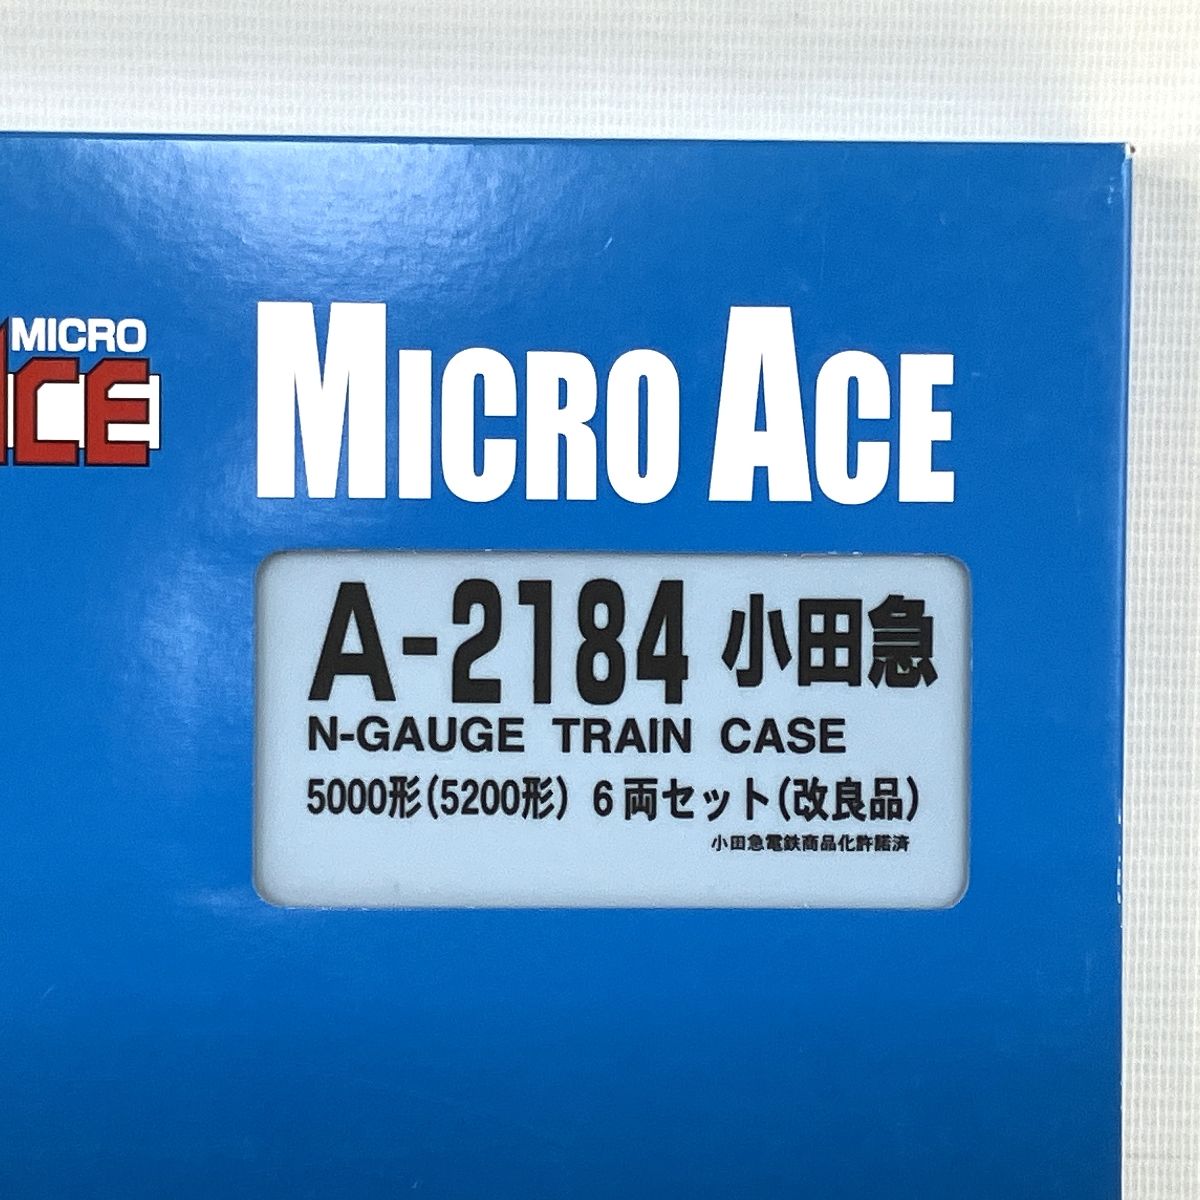 MICRO
ACE
MICRO ACE
A-2184 小田急
N-GAUGE TRAIN CASE
5000形(5200形) 6両セット(改良品)
小田急電鉄商品化許諾済